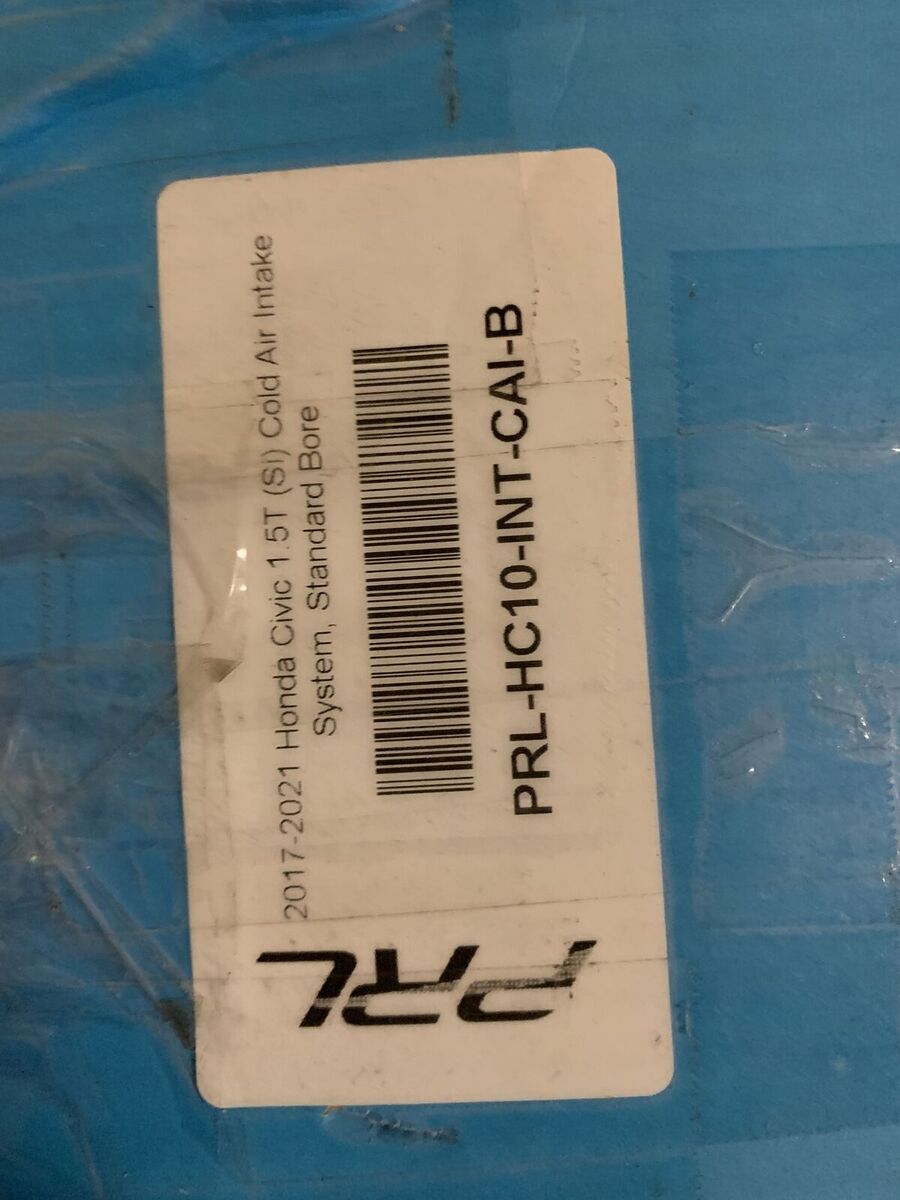 2017-2021 Honda Civic 1.5T (SI) Cold Air Intake
System, Standard Bore
PRL-HC10-INT-CAI-B
PRL